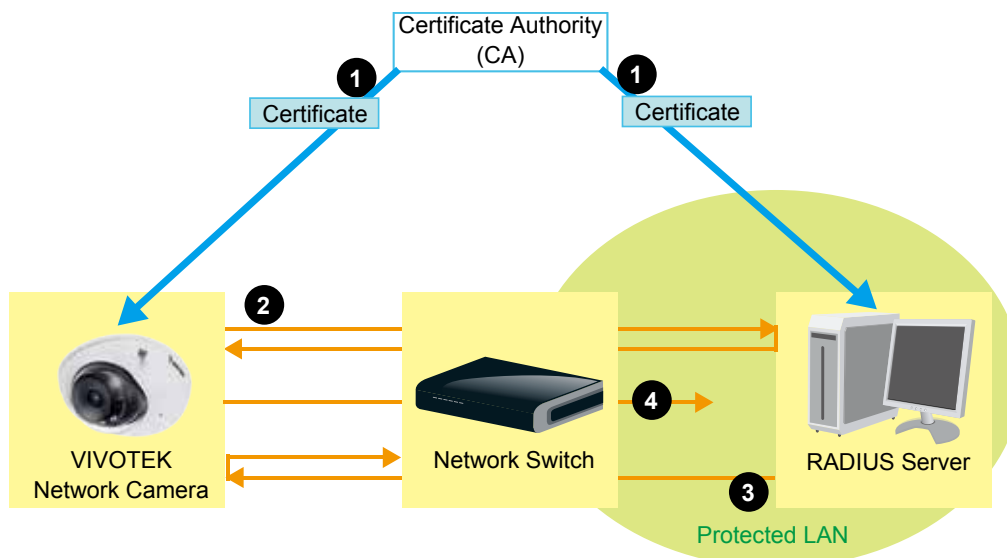 Certificate Authority
(CA)
1
1
Certificate
Certificate
2
4
VIVOTEK
Network Camera
Network Switch
RADIUS Server
3
Protected LAN